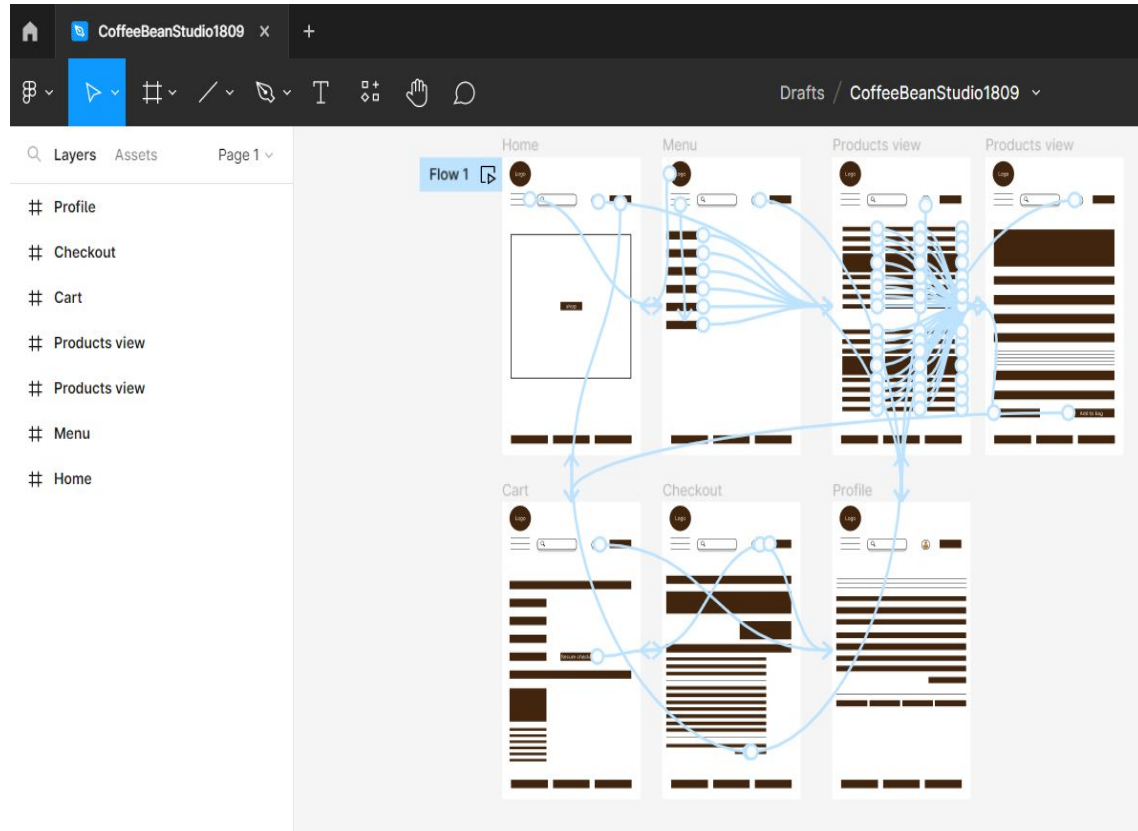 CoffeeBeanStudio1809
Drafts / CoffeeBeanStudio1809
Layers Assets Page 1
Profile
Checkout
Cart
Products view
Products view
Menu
Home
Flow 1
Home
Menu
Products view
Products view
Logo
Logo
Logo
shop
Add to bag
Cart
Checkout
Profile
Logo
Logo
Logo
Secure